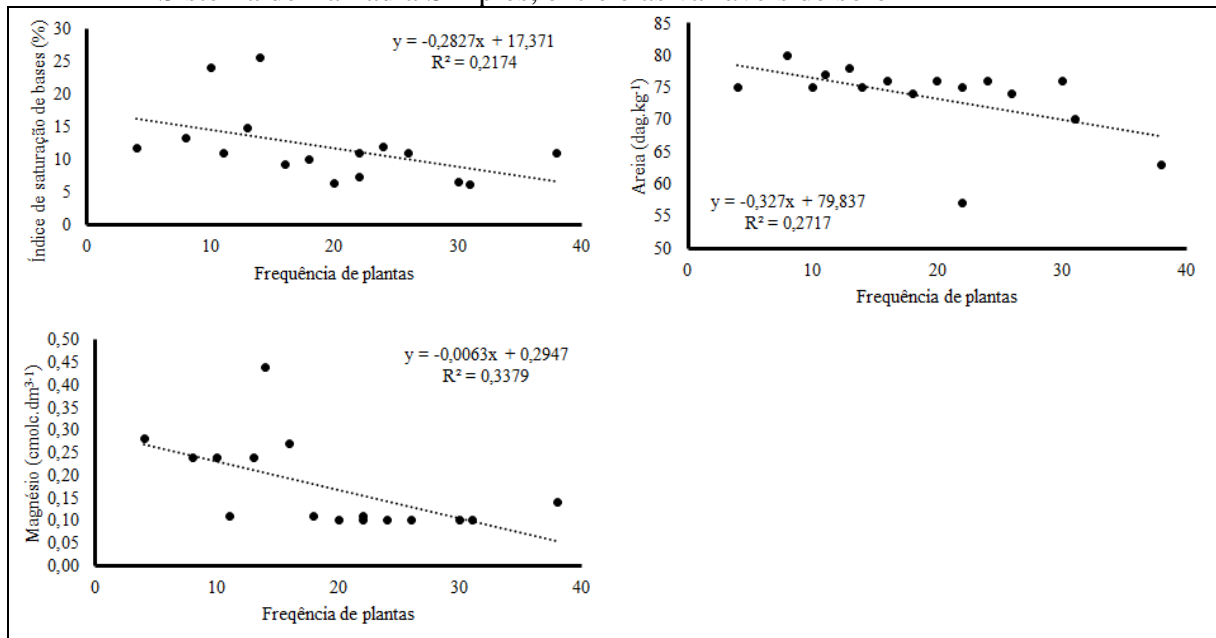 30
25
20
15
10
5
0
Índice de saturação de bases (%)
y = -0,2827x + 17,371
R² = 0,2174
0 10 20 30 40
Frequência de plantas
85
80
75
70
65
60
55
50
Areia (dag.kg⁻¹)
y = -0,327x + 79,837
R² = 0,2717
0 10 20 30 40
Frequência de plantas
0,50
0,45
0,40
0,35
0,30
0,25
0,20
0,15
0,10
0,05
0,00
Magnésio (cmolc.dm³⁻¹)
y = -0,0063x + 0,2947
R² = 0,3379
0 10 20 30 40
Freqência de plantas